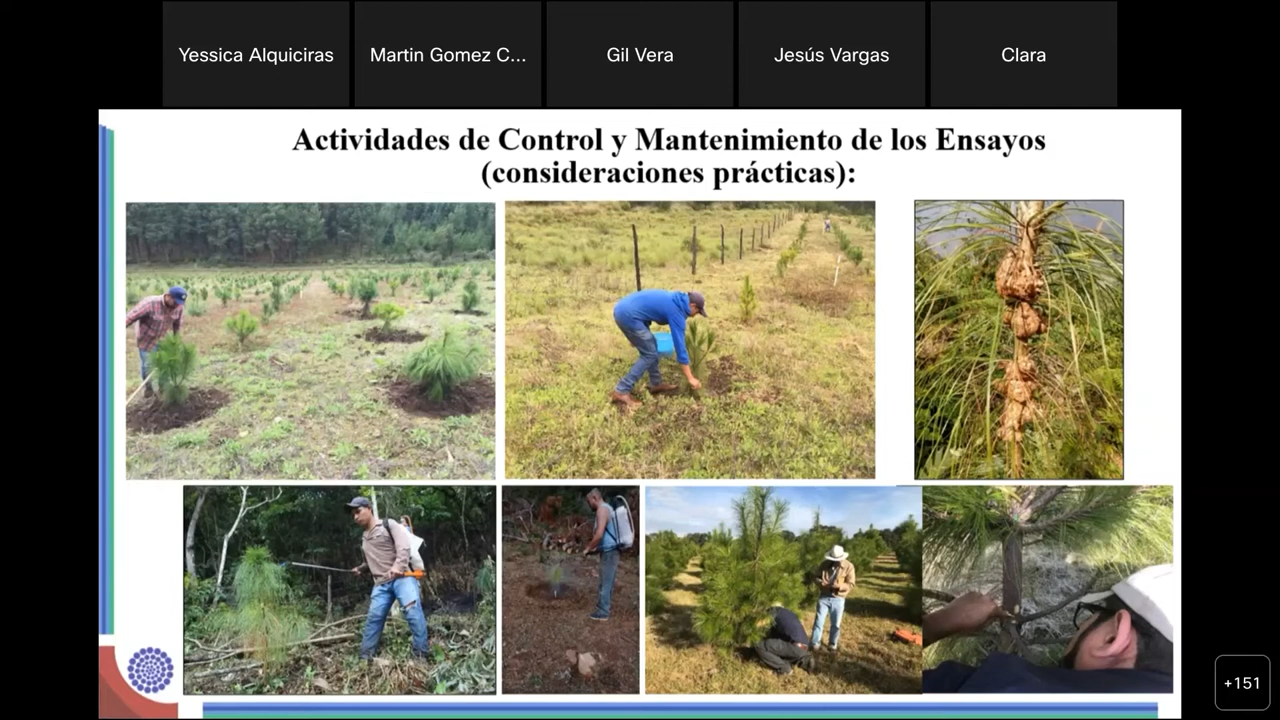 Yessica Alquiciras
Martin Gomez C...
Gil Vera
Jesús Vargas
Clara
Actividades de Control y Mantenimiento de los Ensayos
(consideraciones prácticas):
+151